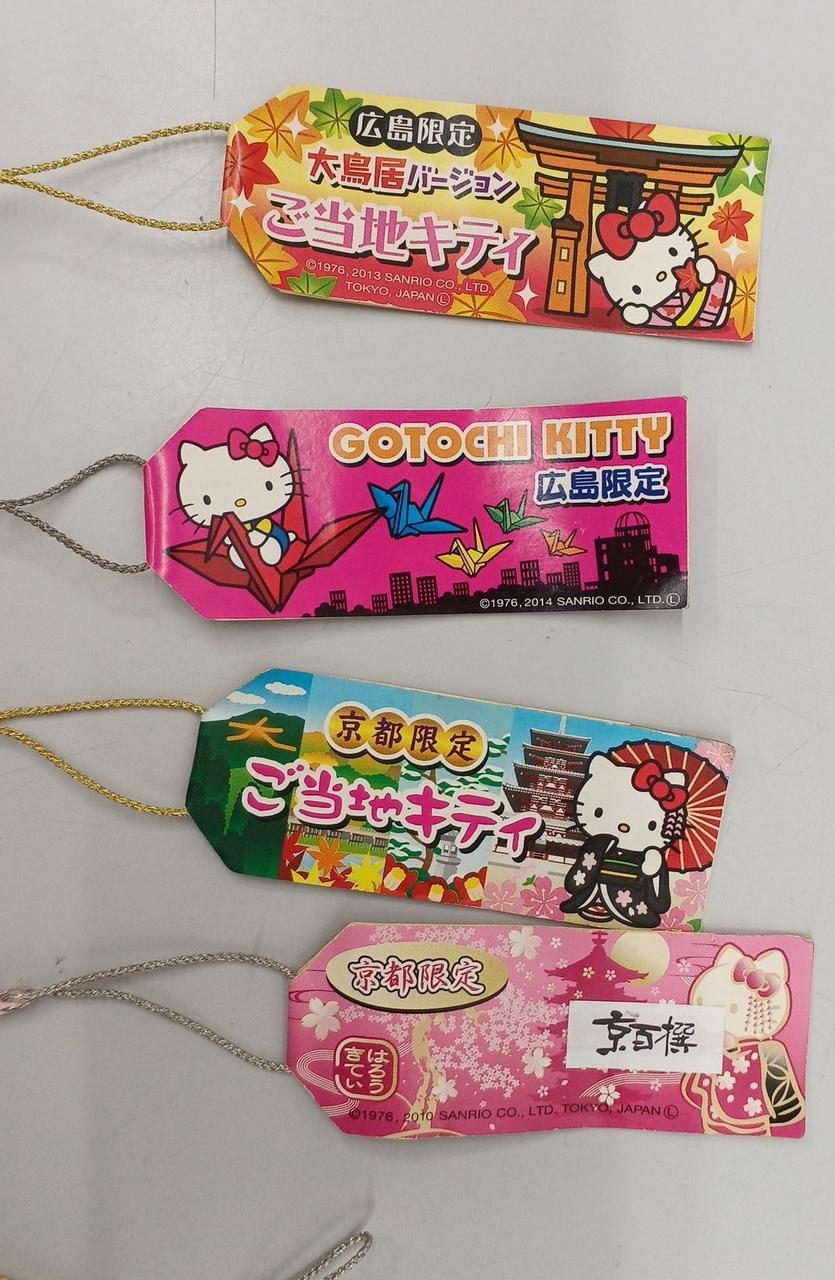 広島限定
大鳥居バージョン
ご当地キティ
©1976, 2013 SANRIO CO., LTD.
TOKYO, JAPAN Ⓛ
GOTOCHI KITTY
広島限定
©1976, 2014 SANRIO CO., LTD. Ⓛ
大
京都限定
ご当地キティ
京都限定
京百撰
はろう
きてぃ
©1976, 2010 SANRIO CO., LTD. TOKYO, JAPAN Ⓛ